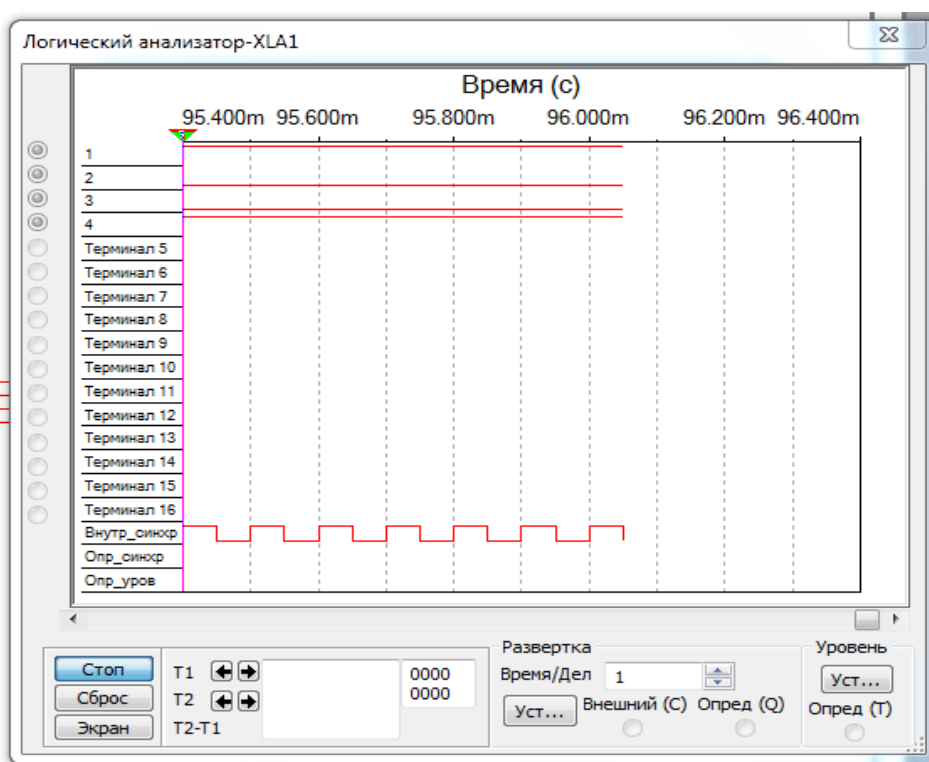 Логический анализатор-XLA1
Время (с)
95.400m 95.600m 95.800m 96.000m 96.200m 96.400m
1
2
3
4
Терминал 5
Терминал 6
Терминал 7
Терминал 8
Терминал 9
Терминал 10
Терминал 11
Терминал 12
Терминал 13
Терминал 14
Терминал 15
Терминал 16
Внутр_синхр
Опр_синхр
Опр_уров
Стоп
Сброс
Экран
T1
T2
T2-T1
0000
0000
Развертка
Время/Дел 1
Уст...
Внешний (C) Опред (Q)
Уровень
Уст...
Опред (T)